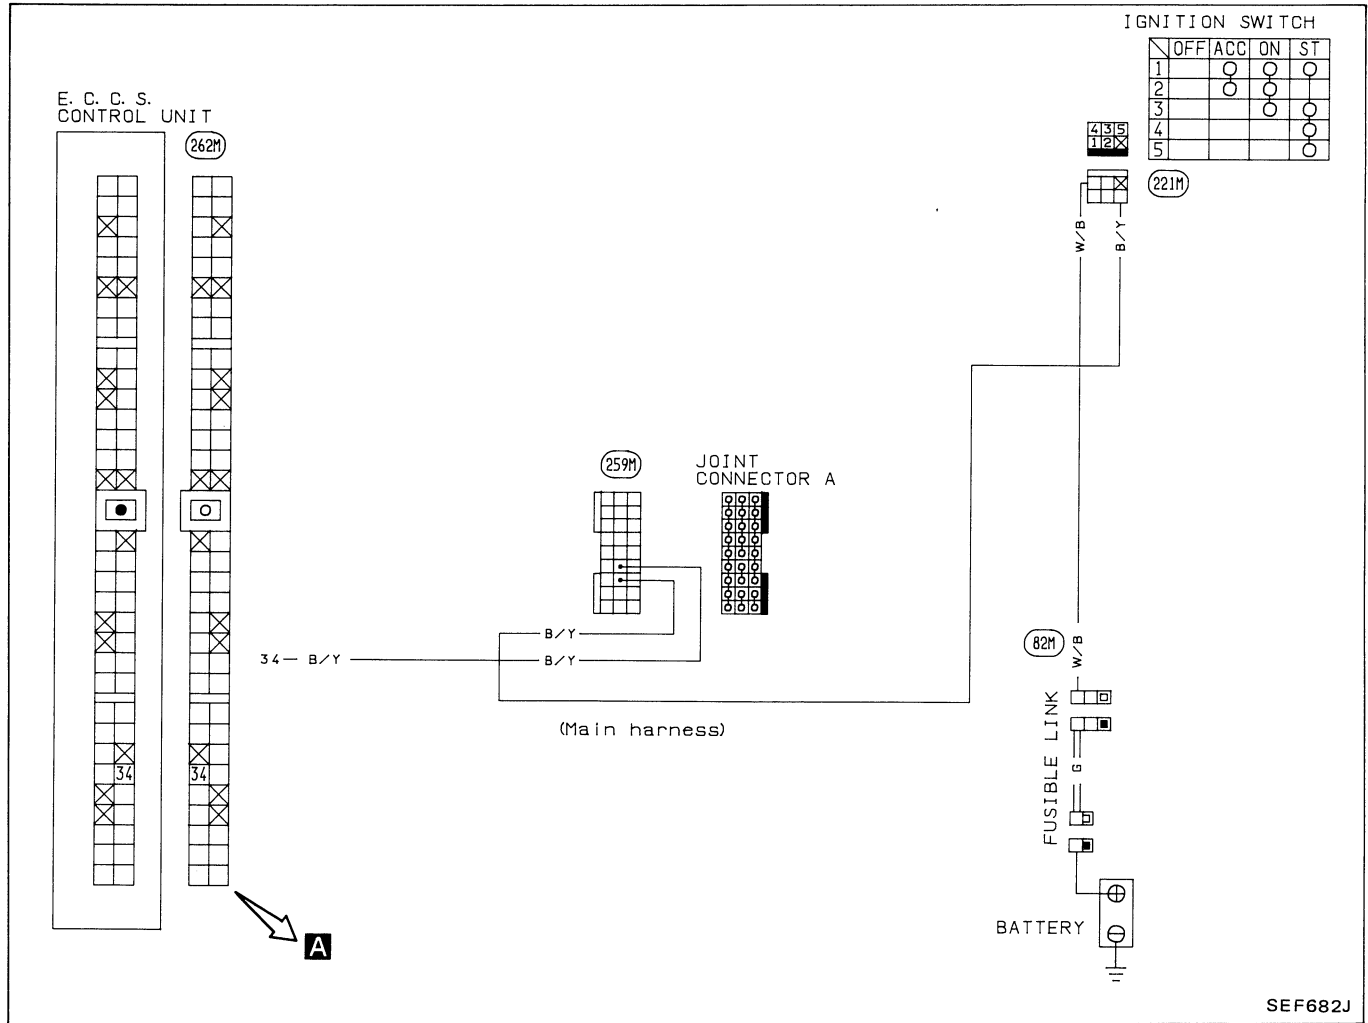 IGNITION SWITCH
OFF ACC ON ST
1
2
3
4
5
E. C. C. S.
CONTROL UNIT
262M
4 3 5
1 2
221M
W/B
B/Y
259M
JOINT
CONNECTOR A
B/Y
34 B/Y
B/Y
82M
W/B
(Main harness)
FUSIBLE LINK
G
34
34
BATTERY
A
SEF682J